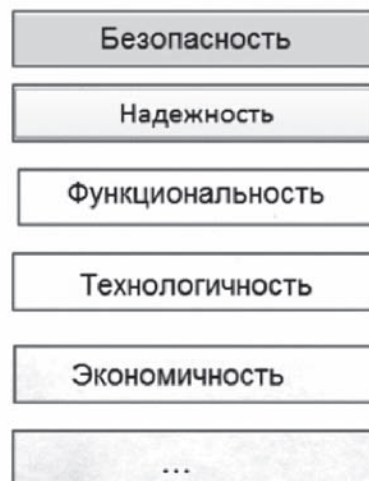 Безопасность
Надежность
Функциональность
Технологичность
Экономичность
...